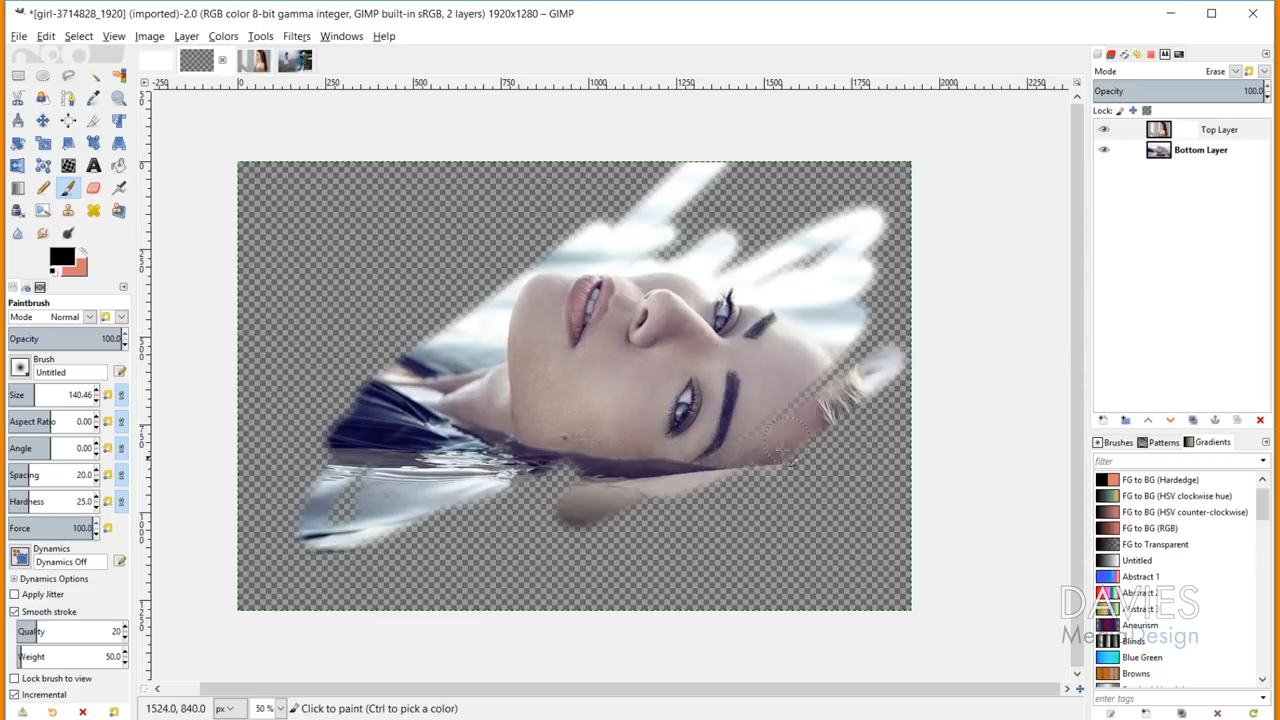 *[girl-3714828_1920] (imported)-2.0 (RGB color 8-bit gamma integer, GIMP built-in sRGB, 2 layers) 1920x1280 – GIMP
File Edit Select View Image Layer Colors Tools Filters Windows Help
-250 0 250 500 750 1000 1250 1500 1750 2000 2250
Mode Erase
Opacity 100.0
Lock:
Top Layer
Bottom Layer
Paintbrush
Mode Normal
Opacity 100.0
Brush
Untitled
Size 140.46
Aspect Ratio 0.00
Angle 0.00
Spacing 20.0
Hardness 25.0
Force 100.0
Dynamics
Dynamics Off
Dynamics Options
Apply Jitter
Smooth stroke
Quality 20
Weight 50.0
Lock brush to view
Incremental
Brushes Patterns Gradients
filter
FG to BG (Hardedge)
FG to BG (HSV clockwise hue)
FG to BG (HSV counter-clockwise)
FG to BG (RGB)
FG to Transparent
Untitled
Abstract 1
Abstract 2
Abstract 3
Aneurism
Blinds
Blue Green
Browns
DAVIES
MediaDesign
enter tags
1524.0, 840.0 px 50 % Click to paint (Ctrl to pick a color)